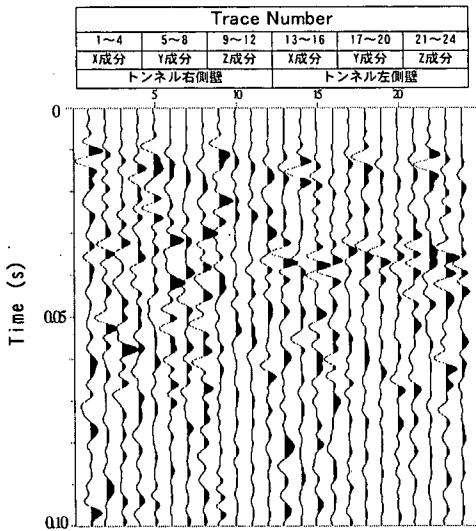 Trace Number
1～4 5～8 9～12 13～16 17～20 21～24
X成分 Y成分 Z成分 X成分 Y成分 Z成分
トンネル右側壁 トンネル左側壁
5 10 15 20
0
0.05
0.10
Time (s)